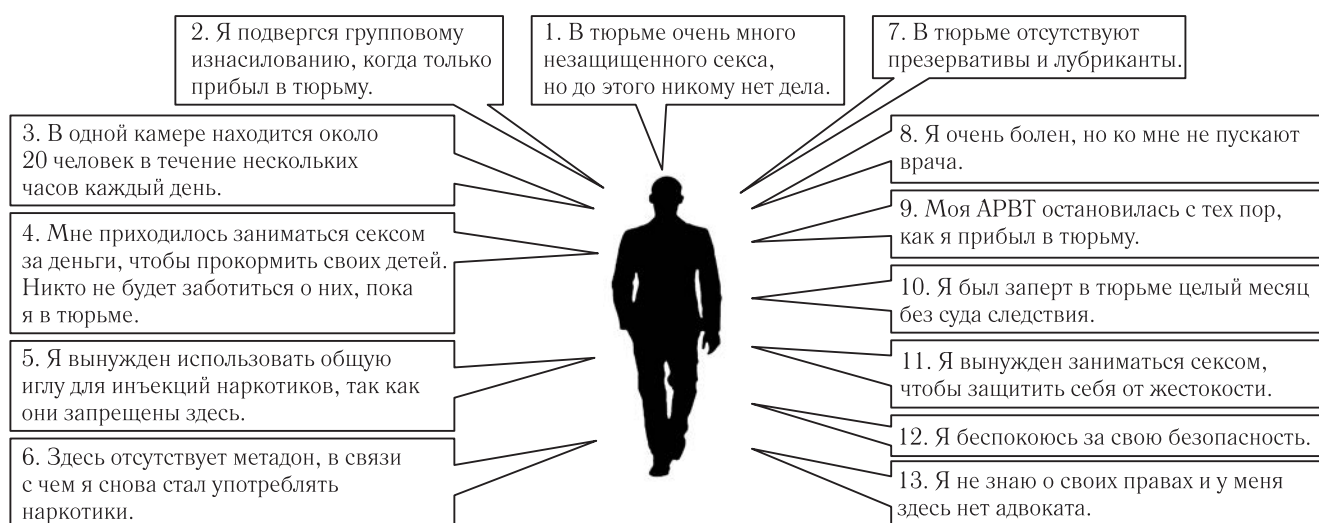 1. В тюрьме очень много
незащищенного секса,
но до этого никому нет дела.
2. Я подвергся групповому
изнасилованию, когда только
прибыл в тюрьму.
3. В одной камере находится около
20 человек в течение нескольких
часов каждый день.
4. Мне приходилось заниматься сексом
за деньги, чтобы прокормить своих детей.
Никто не будет заботиться о них, пока
я в тюрьме.
5. Я вынужден использовать общую
иглу для инъекций наркотиков, так как
они запрещены здесь.
6. Здесь отсутствует метадон, в связи
с чем я снова стал употреблять
наркотики.
7. В тюрьме отсутствуют
презервативы и лубриканты.
8. Я очень болен, но ко мне не пускают
врача.
9. Моя АРВТ остановилась с тех пор,
как я прибыл в тюрьму.
10. Я был заперт в тюрьме целый месяц
без суда следствия.
11. Я вынужден заниматься сексом,
чтобы защитить себя от жестокости.
12. Я беспокоюсь за свою безопасность.
13. Я не знаю о своих правах и у меня
здесь нет адвоката.